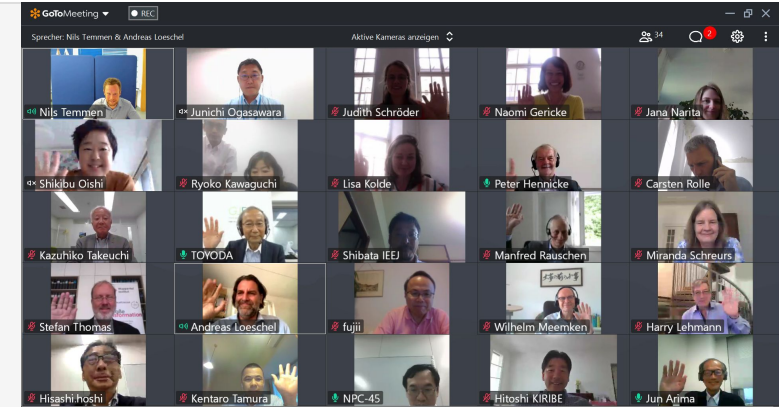 GoToMeeting
REC
Sprecher: Nils Temmen & Andreas Loeschel
Aktive Kameras anzeigen
34
2
Nils Temmen
Junichi Ogasawara
Judith Schröder
Naomi Gericke
Jana Narita
Shikibu Oishi
Ryoko Kawaguchi
Lisa Kolde
Peter Hennicke
Carsten Rolle
Kazuhiko Takeuchi
TOYODA
Shibata IEEJ
Manfred Rauschen
Miranda Schreurs
Stefan Thomas
Andreas Loeschel
fujii
Wilhelm Meemken
Harry Lehmann
Hisashi.hoshi
Kentaro Tamura
NPC-45
Hitoshi KIRIBE
Jun Arima